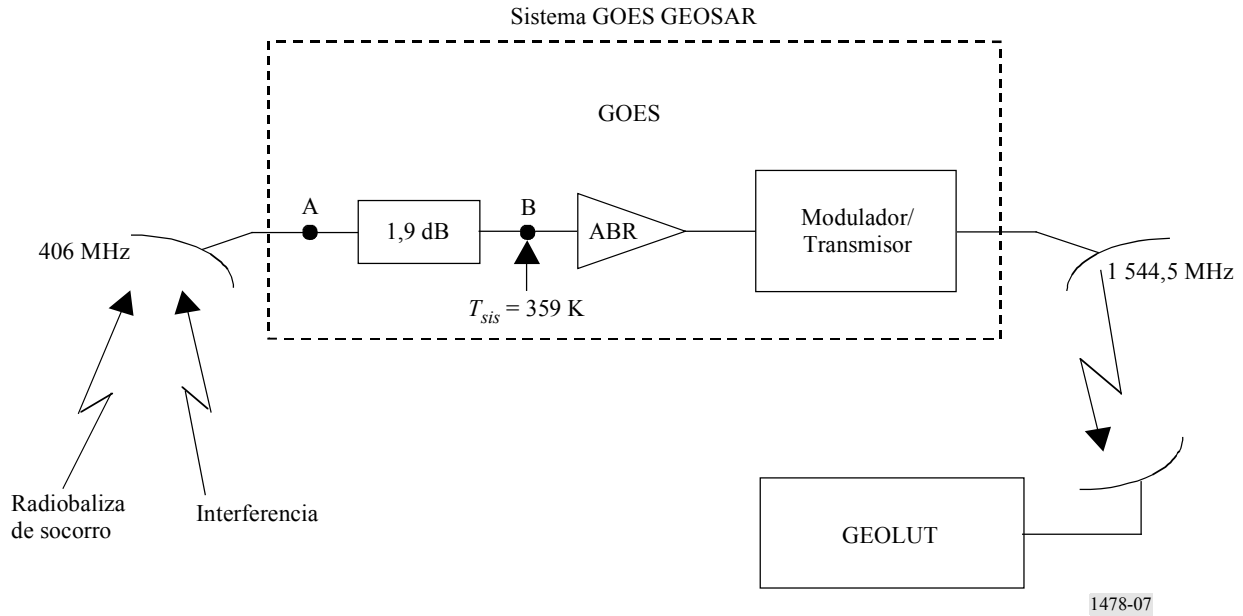 Sistema GOES GEOSAR
GOES
A
1,9 dB
B
ABR
Modulador/
Transmisor
406 MHz
1 544,5 MHz
Tsis = 359 K
Radiobaliza
de socorro
Interferencia
GEOLUT
1478-07